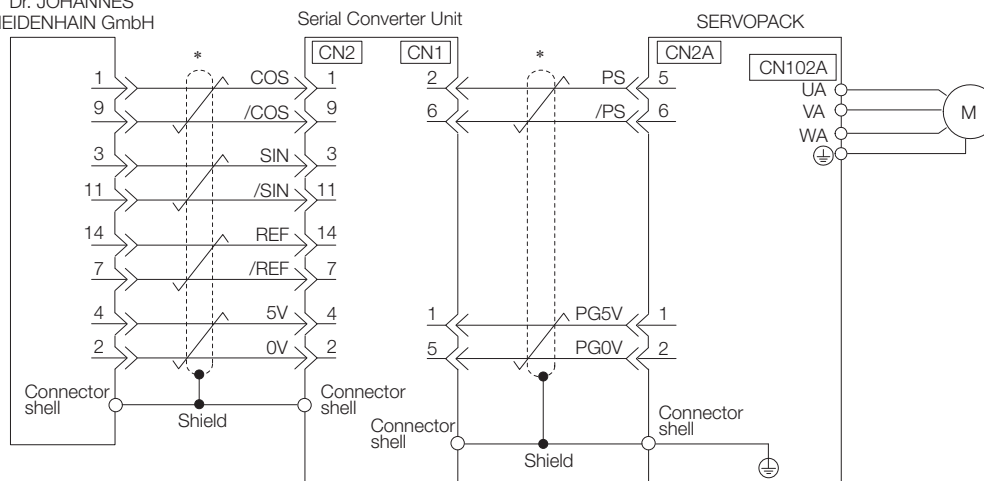 Dr. JOHANNES
HEIDENHAIN GmbH
Serial Converter Unit
SERVOPACK
CN2
CN1
CN2A
CN102A
* *
1 COS 1 2 PS 5
9 /COS 9 6 /PS 6
3 SIN 3
11 /SIN 11
14 REF 14
7 /REF 7
4 5V 4 1 PG5V 1
2 0V 2 5 PG0V 2
UA
VA
WA
M
Connector
shell
Shield
Connector
shell
Connector
shell
Shield
Connector
shell